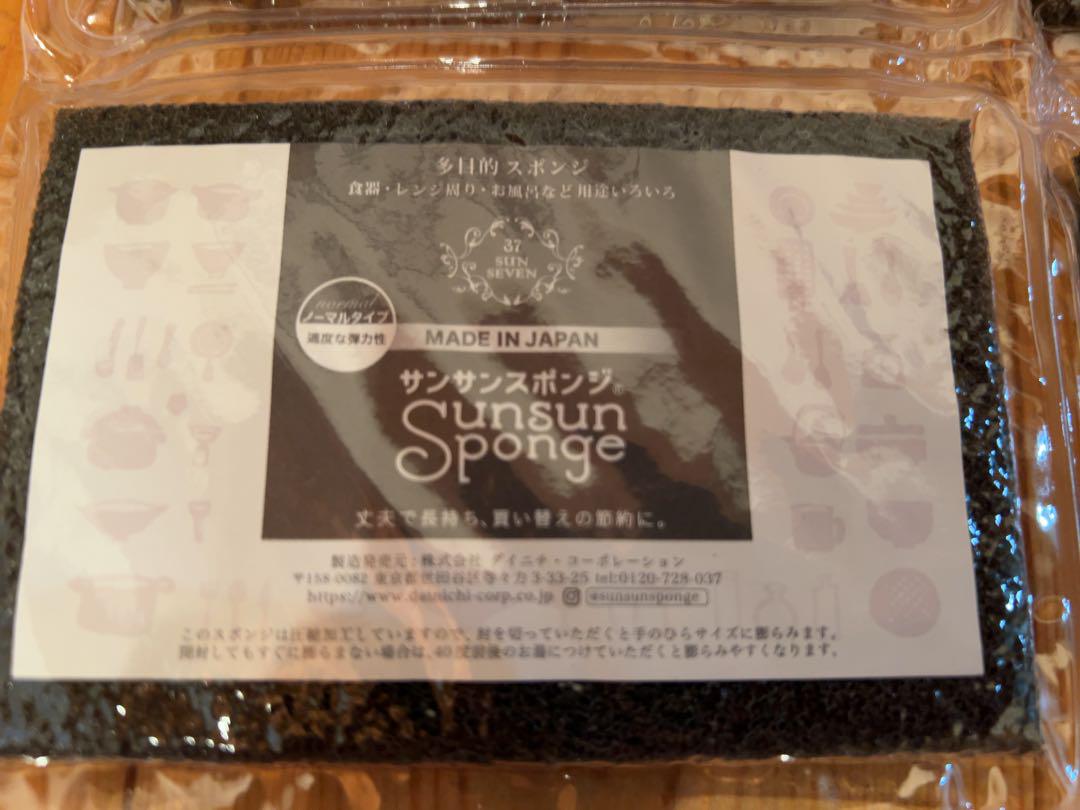 多目的 スポンジ
食器・レンジ周り・お風呂など 用途いろいろ
37
SUN
SEVEN
normal
ノーマルタイプ
適度な弾力性
MADE IN JAPAN
サンサンスポンジ®
Sunsun
Sponge
丈夫で長持ち、買い替えの節約に。
製造発売元：株式会社 ダイニチ・コーポレーション
〒158-0082 東京都世田谷区等々力 3-33-25 tel:0120-728-037
https://www.dainichi-corp.co.jp @sunsunsponge
このスポンジは圧縮加工していますので、封を切っていただくと手のひらサイズに膨らみます。
開封してもすぐに膨らまない場合は、40度前後のお湯につけていただくと膨らみやすくなります。